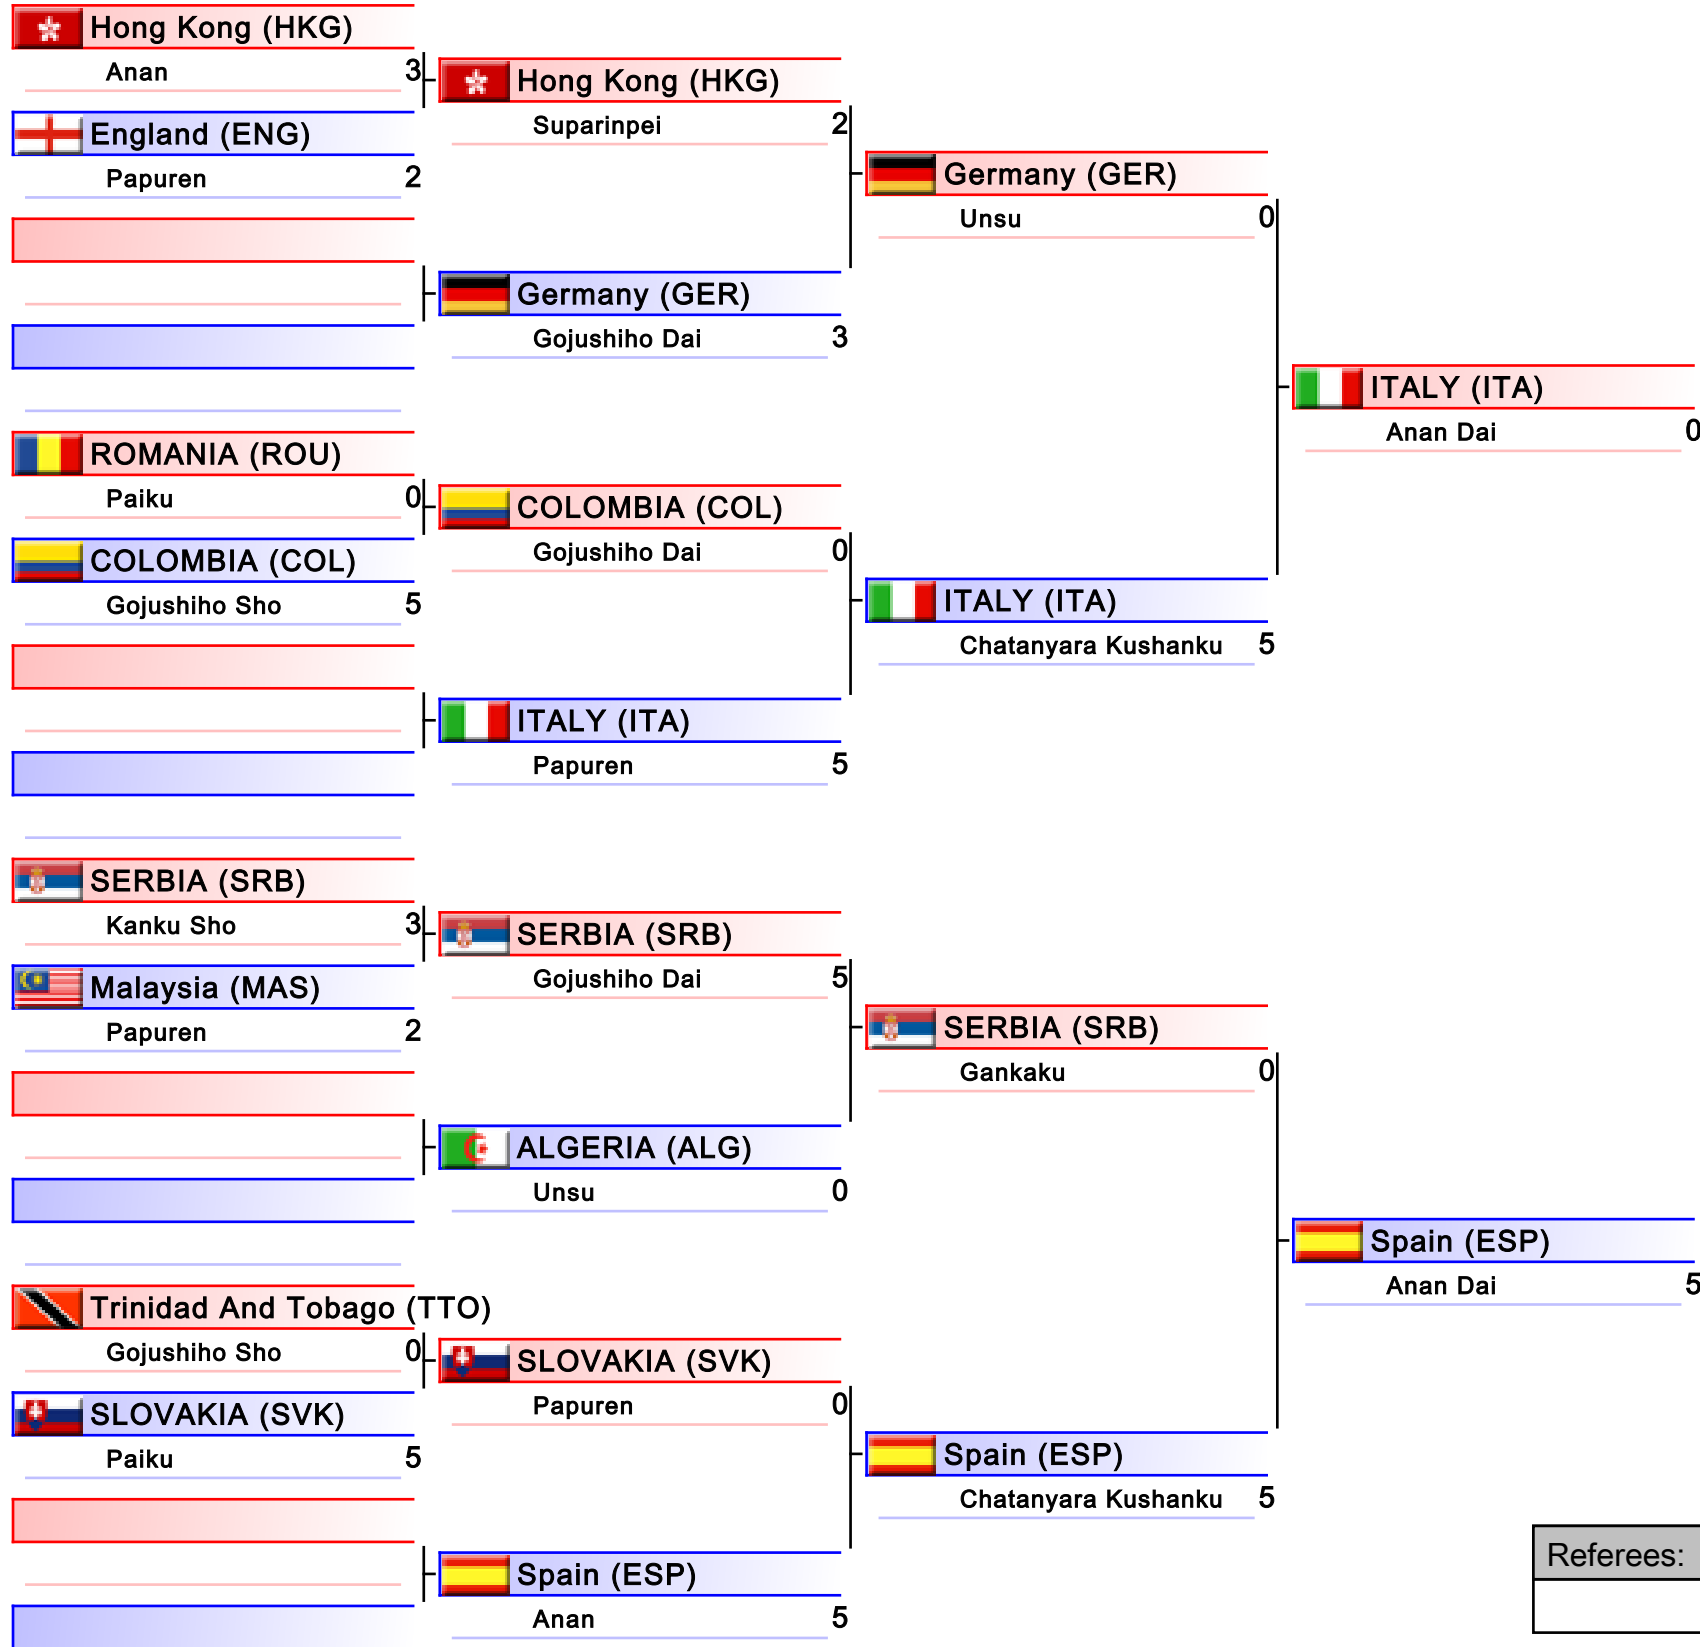 Hong Kong (HKG)
Anan 3
England (ENG)
Papuren 2
ROMANIA (ROU)
Paiku 0
COLOMBIA (COL)
Gojushiho Sho 5
SERBIA (SRB)
Kanku Sho 3
Malaysia (MAS)
Papuren 2
Trinidad And Tobago (TTO)
Gojushiho Sho 0
SLOVAKIA (SVK)
Paiku 5
Hong Kong (HKG)
Suparinpei 2
Germany (GER)
Gojushiho Dai 3
COLOMBIA (COL)
Gojushiho Dai 0
ITALY (ITA)
Papuren 5
SERBIA (SRB)
Gojushiho Dai 5
ALGERIA (ALG)
Unsu 0
SLOVAKIA (SVK)
Papuren 0
Spain (ESP)
Anan 5
Germany (GER)
Unsu 0
ITALY (ITA)
Chatanyara Kushanku 5
SERBIA (SRB)
Gankaku 0
Spain (ESP)
Chatanyara Kushanku 5
ITALY (ITA)
Anan Dai 0
Spain (ESP)
Anan Dai 5
Referees: